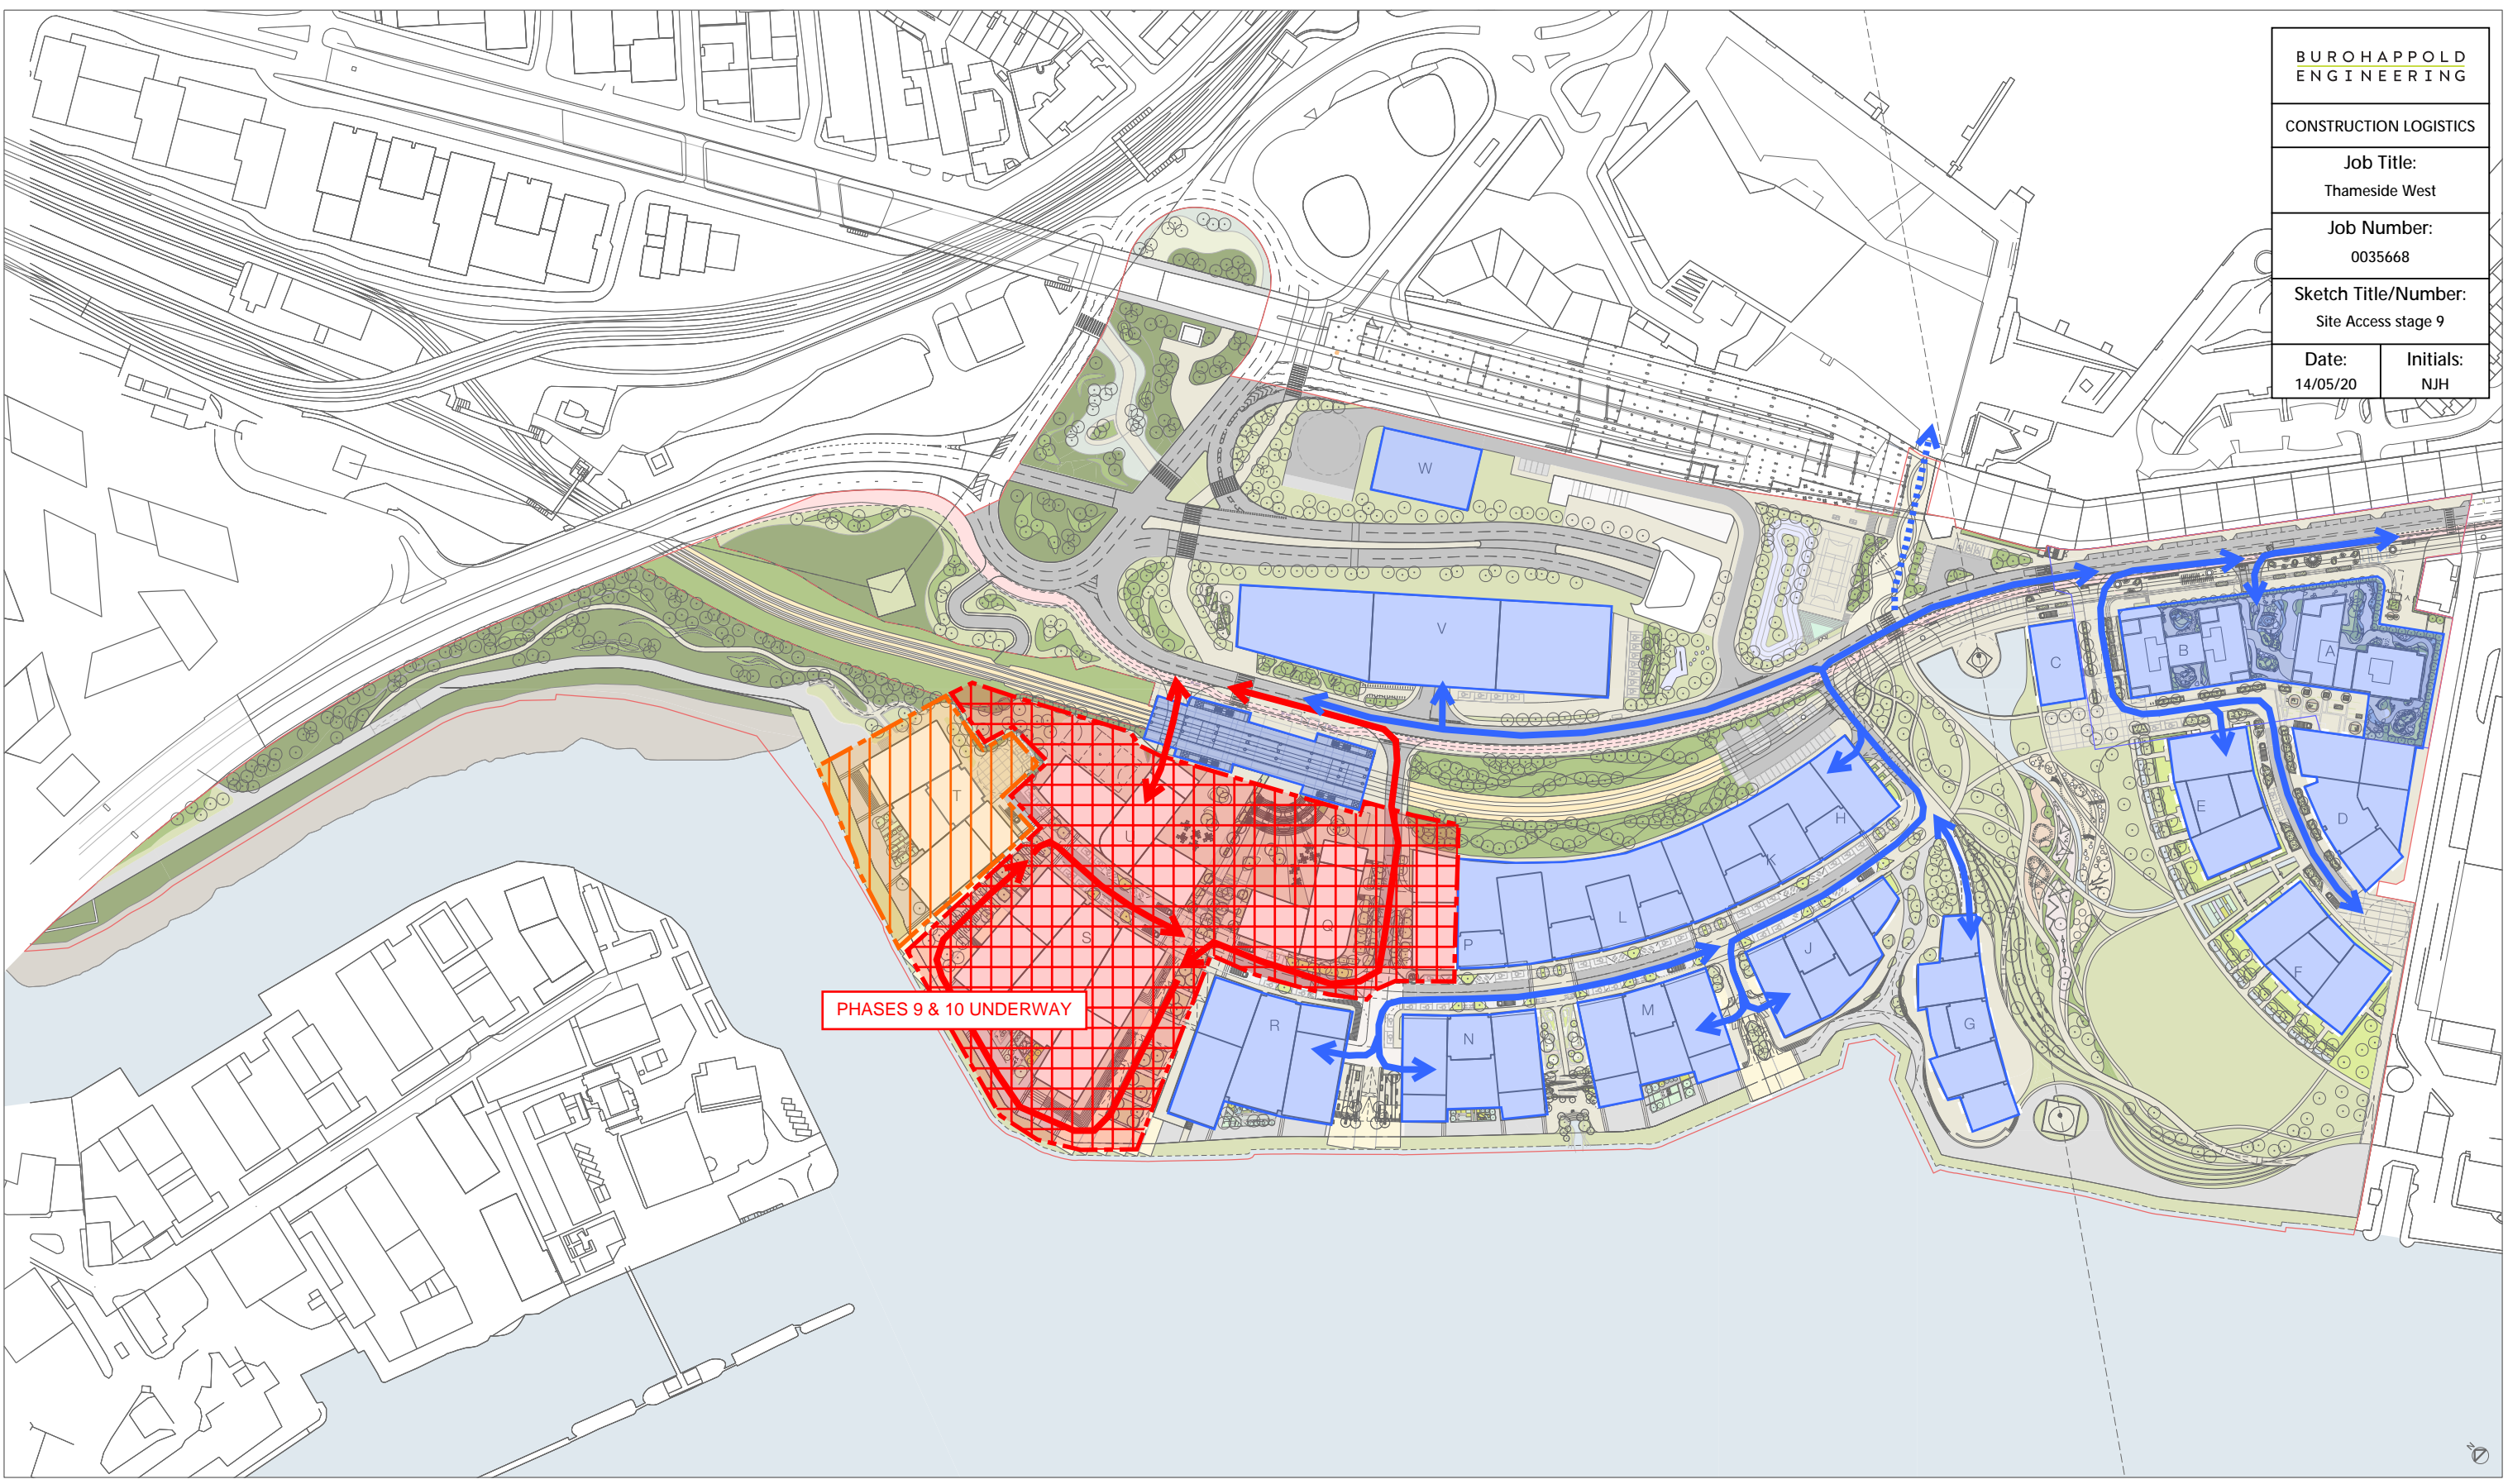 BUROHAPPOLD
ENGINEERING
CONSTRUCTION LOGISTICS
Job Title:
Thameside West
Job Number:
0035668
Sketch Title/Number:
Site Access stage 9
Date:
14/05/20
Initials:
NJH
W
V
C
B
A
T
U
E
D
H
K
L
P
Q
S
J
F
R
N
M
G
PHASES 9 & 10 UNDERWAY
N